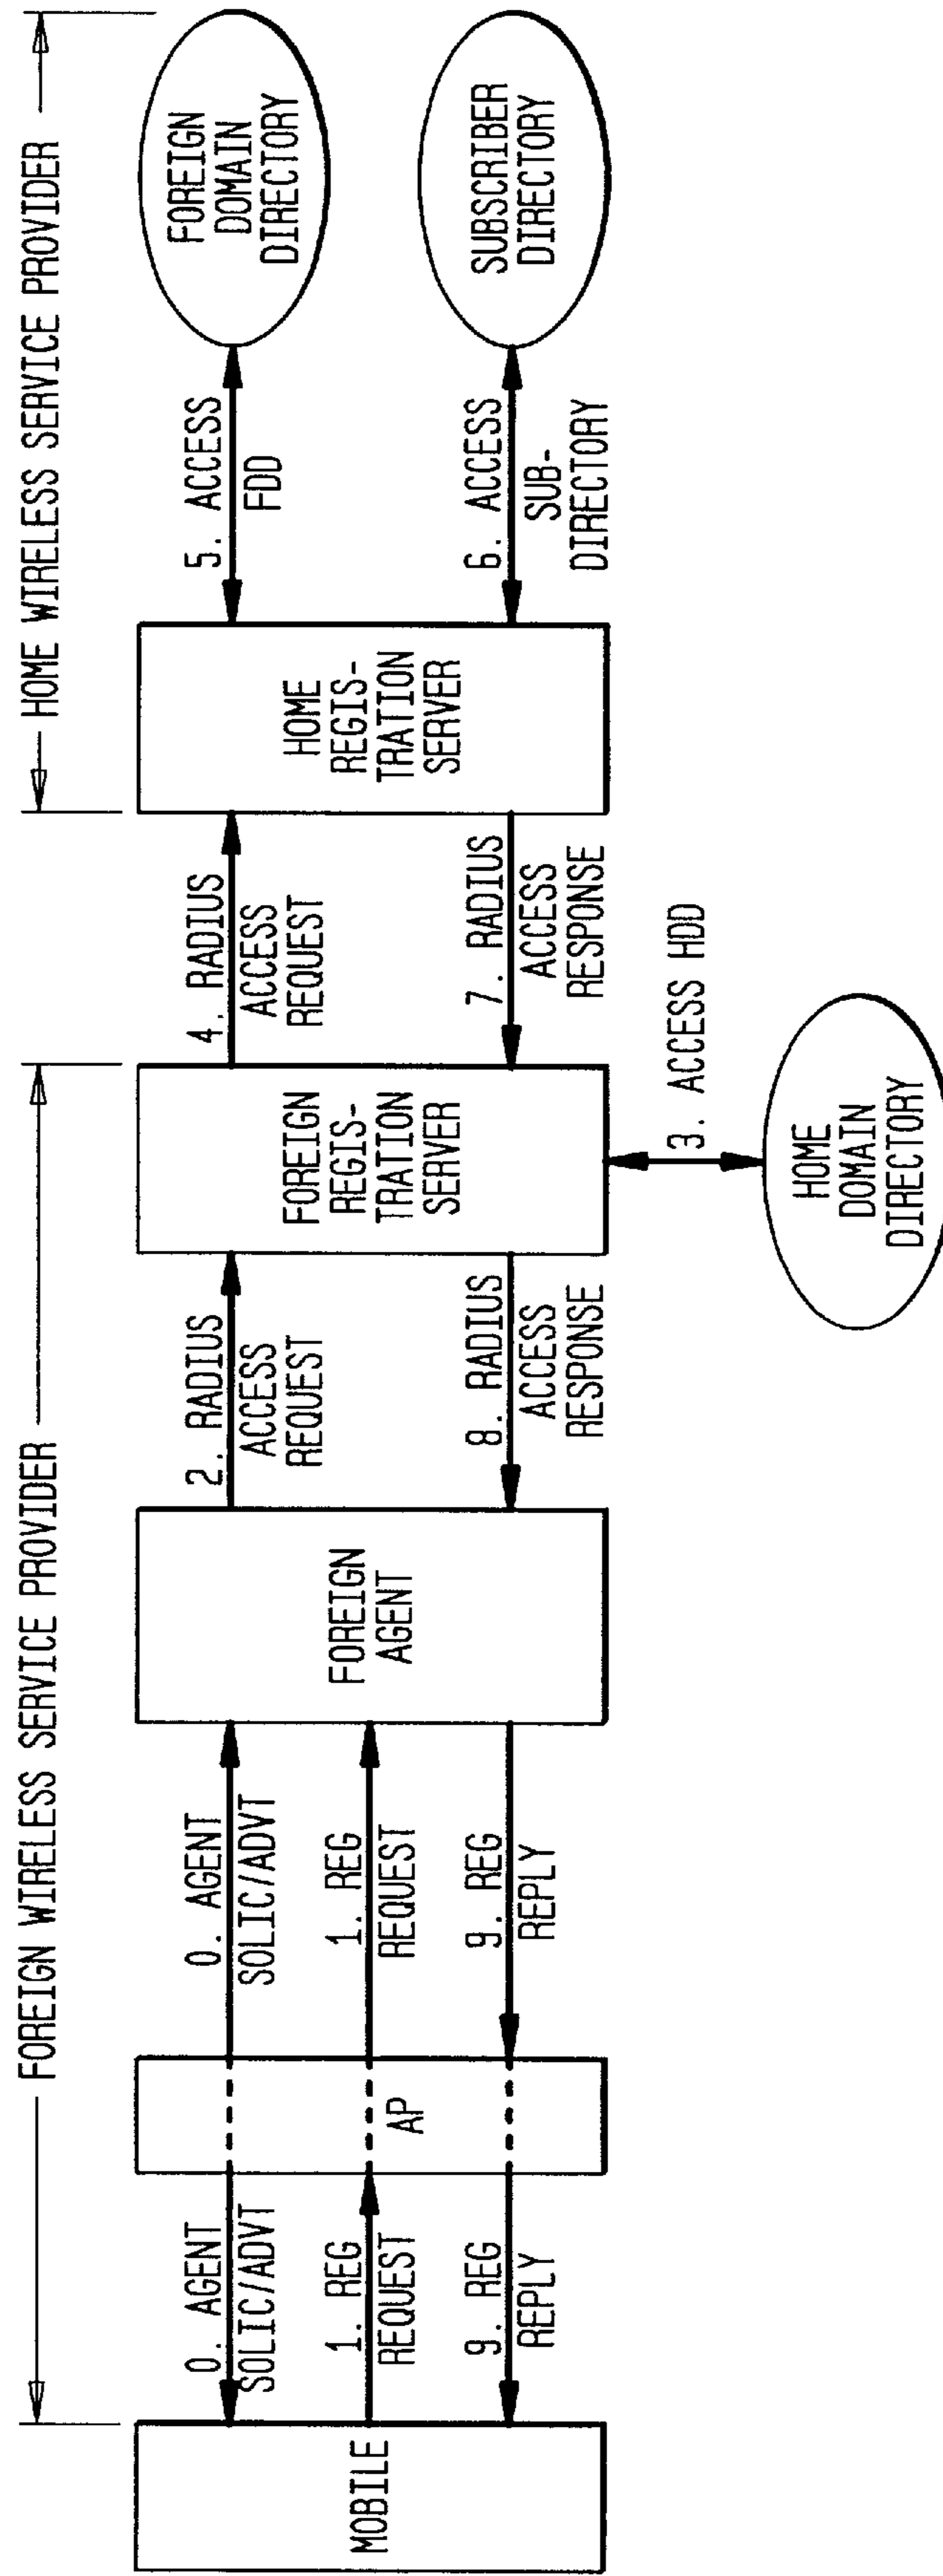 FOREIGN WIRELESS SERVICE PROVIDER
HOME WIRELESS SERVICE PROVIDER
MOBILE
0. AGENT
SOLIC/ADVT
1. REG
REQUEST
9. REG
REPLY
AP
0. AGENT
SOLIC/ADVT
1. REG
REQUEST
9. REG
REPLY
FOREIGN
AGENT
2. RADIUS
ACCESS
REQUEST
8. RADIUS
ACCESS
RESPONSE
FOREIGN
REGIS-
TRATION
SERVER
3. ACCESS HDD
HOME
DOMAIN
DIRECTORY
4. RADIUS
ACCESS
REQUEST
7. RADIUS
ACCESS
RESPONSE
HOME
REGIS-
TRATION
SERVER
5. ACCESS
FDD
6. ACCESS
SUB-
DIRECTORY
FOREIGN
DOMAIN
DIRECTORY
SUBSCRIBER
DIRECTORY